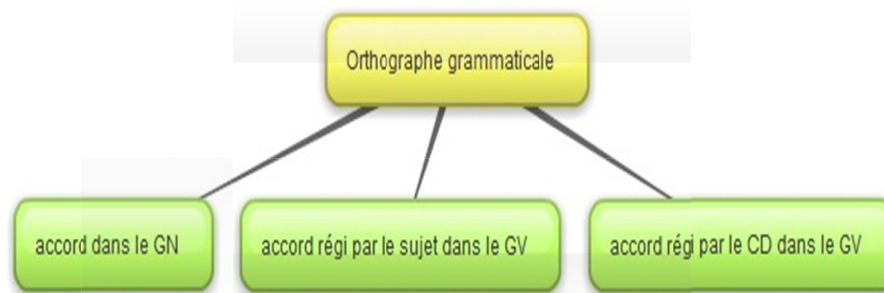 Orthographe grammaticale
accord dans le GN
accord régi par le sujet dans le GV
accord régi par le CD dans le GV